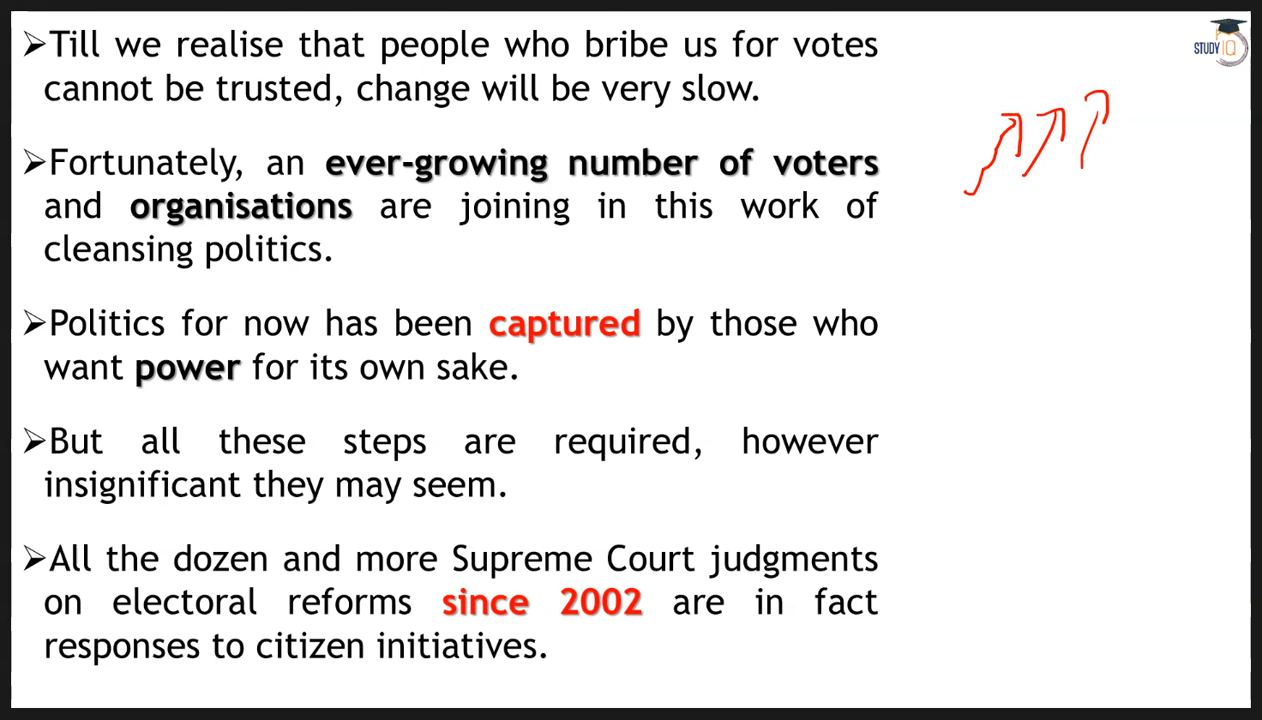 ➢Till we realise that people who bribe us for votes
cannot be trusted, change will be very slow.
➢Fortunately, an ever-growing number of voters
and organisations are joining in this work of
cleansing politics.
➢Politics for now has been captured by those who
want power for its own sake.
➢But all these steps are required, however
insignificant they may seem.
➢All the dozen and more Supreme Court judgments
on electoral reforms since 2002 are in fact
responses to citizen initiatives.
STUDY IQ